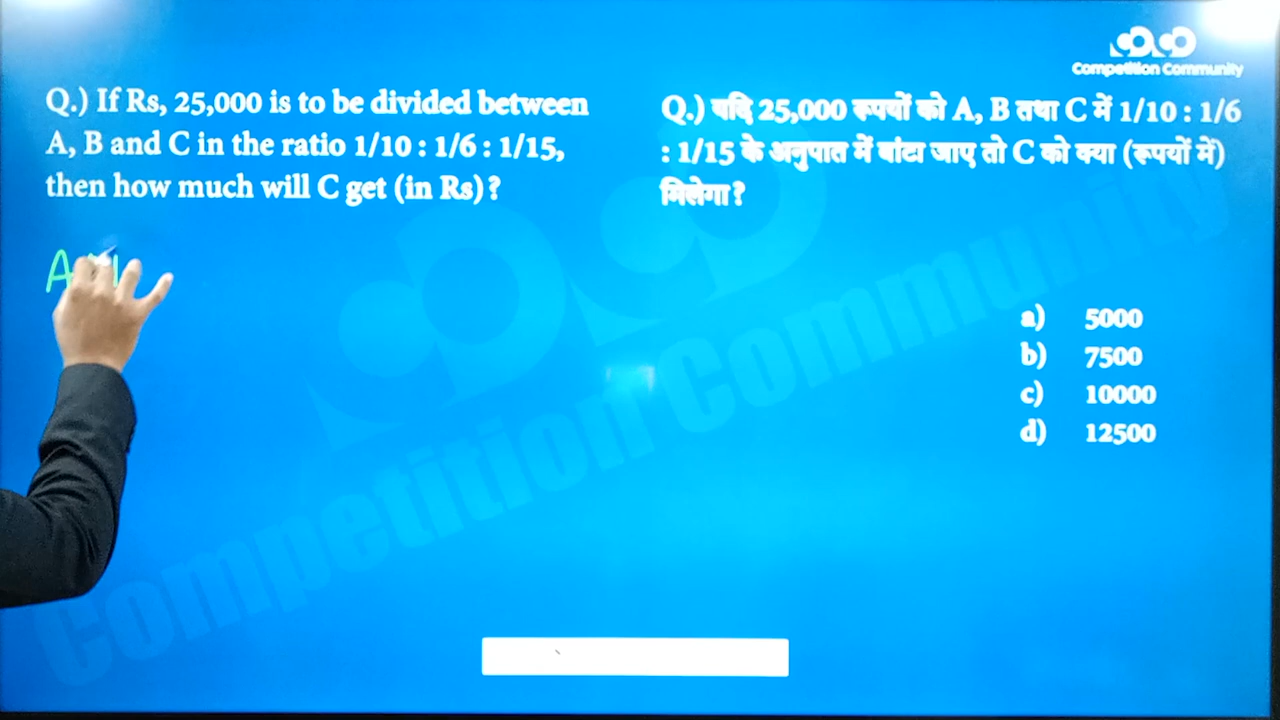 Competition Community
Q.) If Rs, 25,000 is to be divided between
A, B and C in the ratio 1/10 : 1/6 : 1/15,
then how much will C get (in Rs)?
Q.) यदि 25,000 रूपयों को A, B तथा C में 1/10 : 1/6
: 1/15 के अनुपात में बांटा जाए तो C को क्या (रूपयों में)
मिलेगा?
A
a) 5000
b) 7500
c) 10000
d) 12500
Competition Community